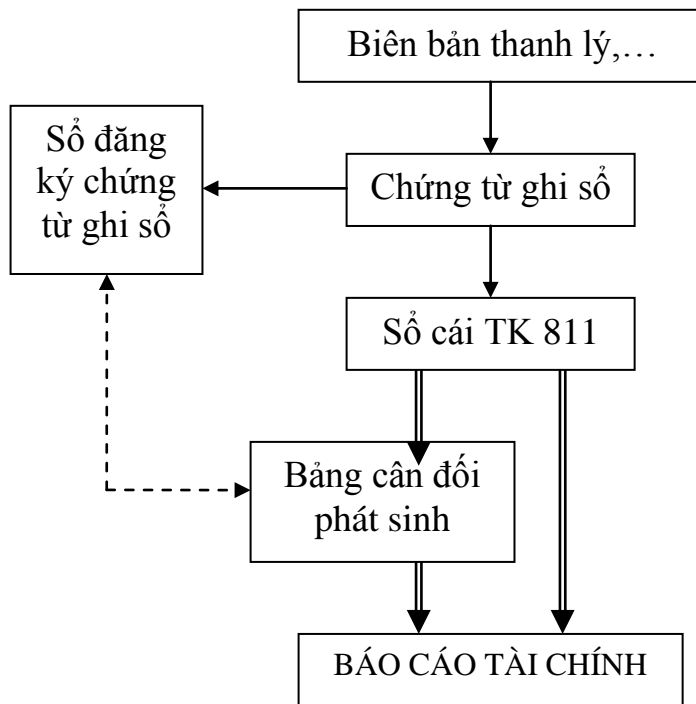 Biên bản thanh lý,…
Sổ đăng
ký chứng
từ ghi sổ
Chứng từ ghi sổ
Sổ cái TK 811
Bảng cân đối
phát sinh
BÁO CÁO TÀI CHÍNH